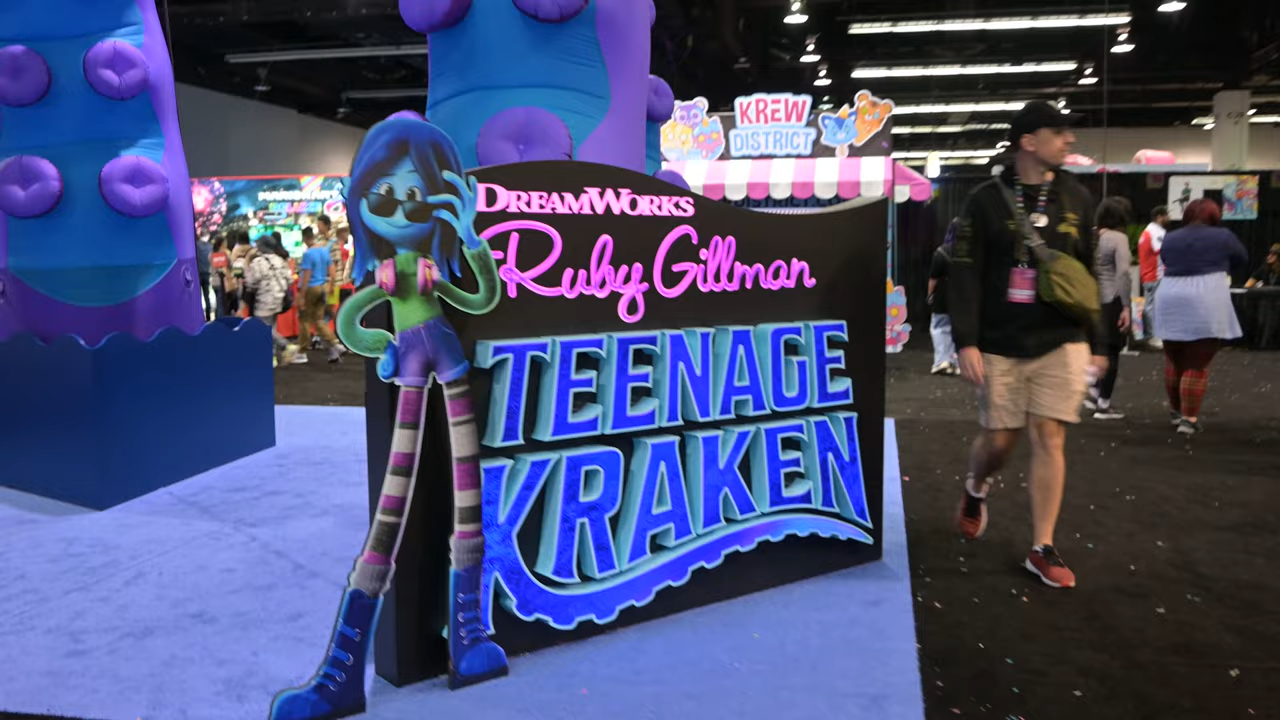 KREW
DISTRICT
DREAMWORKS
Ruby Gillman
TEENAGE
KRAKEN